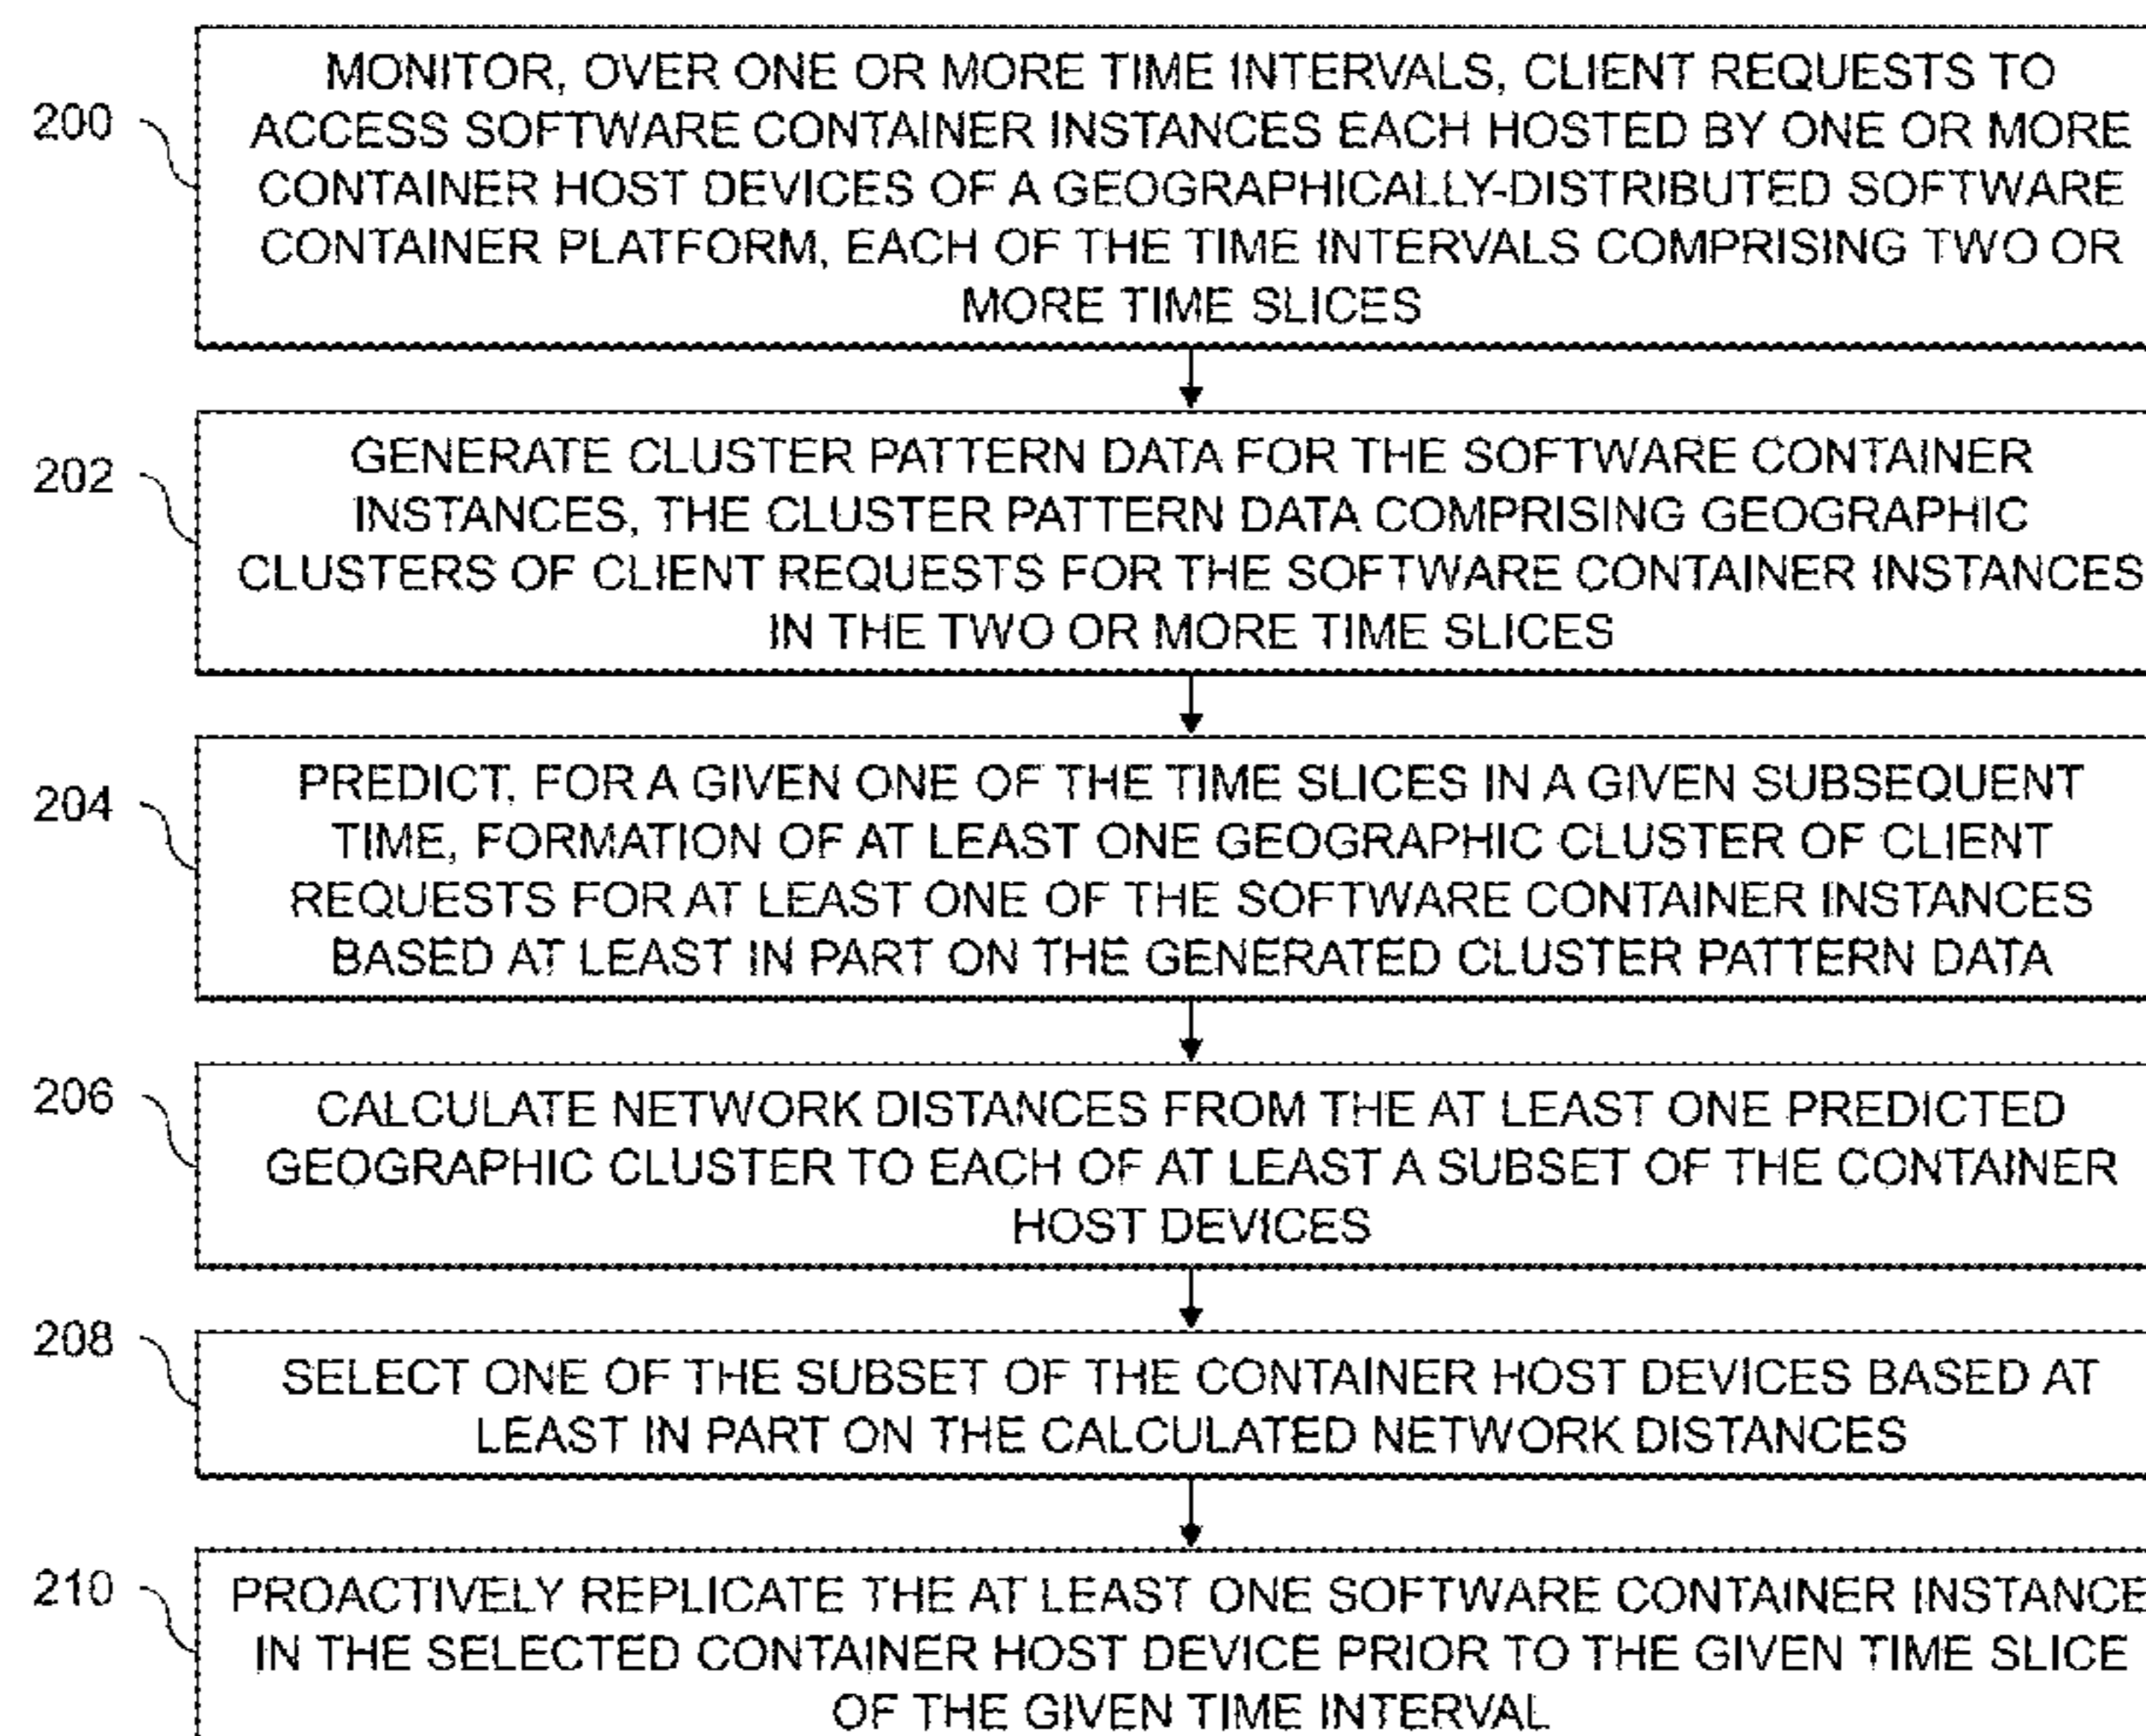 200
MONITOR, OVER ONE OR MORE TIME INTERVALS, CLIENT REQUESTS TO
ACCESS SOFTWARE CONTAINER INSTANCES EACH HOSTED BY ONE OR MORE
CONTAINER HOST DEVICES OF A GEOGRAPHICALLY-DISTRIBUTED SOFTWARE
CONTAINER PLATFORM, EACH OF THE TIME INTERVALS COMPRISING TWO OR
MORE TIME SLICES
202
GENERATE CLUSTER PATTERN DATA FOR THE SOFTWARE CONTAINER
INSTANCES, THE CLUSTER PATTERN DATA COMPRISING GEOGRAPHIC
CLUSTERS OF CLIENT REQUESTS FOR THE SOFTWARE CONTAINER INSTANCES
IN THE TWO OR MORE TIME SLICES
204
PREDICT, FOR A GIVEN ONE OF THE TIME SLICES IN A GIVEN SUBSEQUENT
TIME, FORMATION OF AT LEAST ONE GEOGRAPHIC CLUSTER OF CLIENT
REQUESTS FOR AT LEAST ONE OF THE SOFTWARE CONTAINER INSTANCES
BASED AT LEAST IN PART ON THE GENERATED CLUSTER PATTERN DATA
206
CALCULATE NETWORK DISTANCES FROM THE AT LEAST ONE PREDICTED
GEOGRAPHIC CLUSTER TO EACH OF AT LEAST A SUBSET OF THE CONTAINER
HOST DEVICES
208
SELECT ONE OF THE SUBSET OF THE CONTAINER HOST DEVICES BASED AT
LEAST IN PART ON THE CALCULATED NETWORK DISTANCES
210
PROACTIVELY REPLICATE THE AT LEAST ONE SOFTWARE CONTAINER INSTANCE
IN THE SELECTED CONTAINER HOST DEVICE PRIOR TO THE GIVEN TIME SLICE
OF THE GIVEN TIME INTERVAL